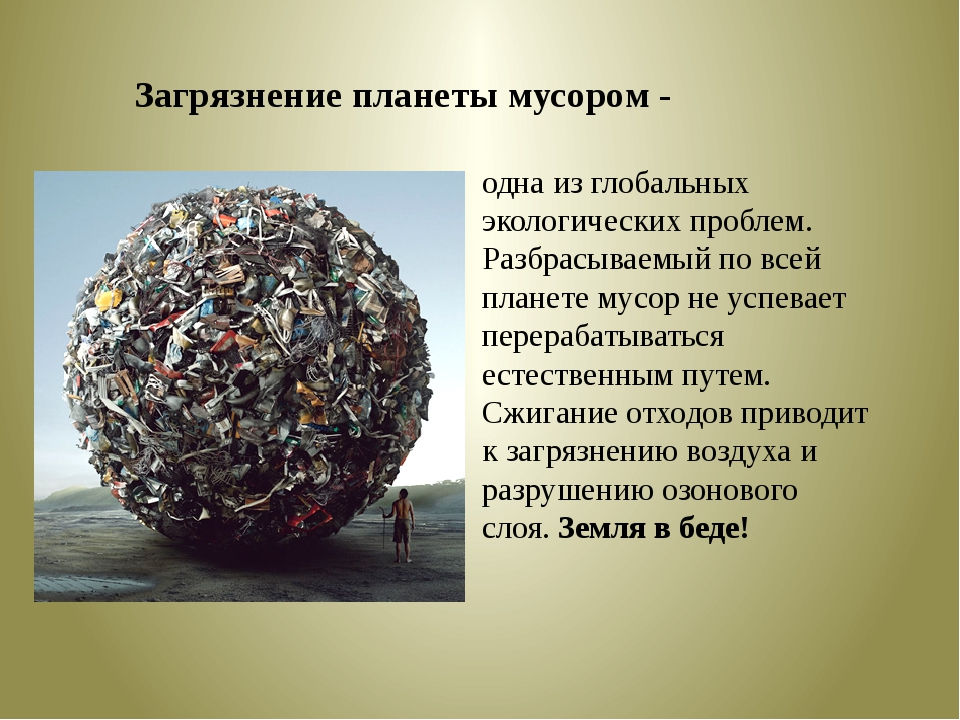 Загрязнение планеты мусором -
одна из глобальных
экологических проблем.
Разбрасываемый по всей
планете мусор не успевает
перерабатываться
естественным путем.
Сжигание отходов приводит
к загрязнению воздуха и
разрушению озонового
слоя. Земля в беде!